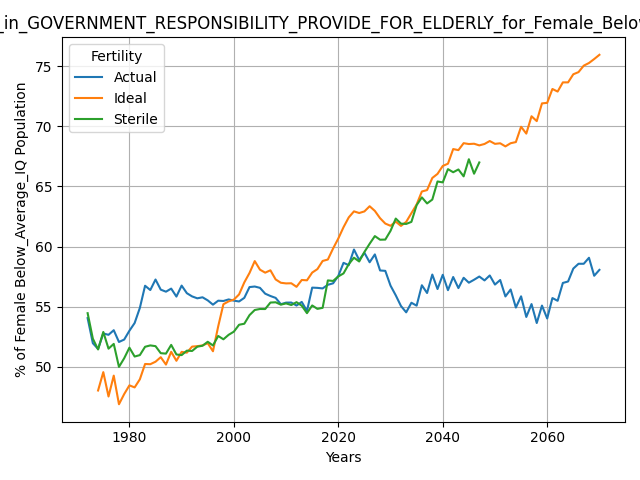 _in_GOVERNMENT_RESPONSIBILITY_PROVIDE_FOR_ELDERLY_for_Female_Below
Fertility
Actual
Ideal
Sterile
% of Female Below_Average_IQ Population
75
70
65
60
55
50
1980 2000 2020 2040 2060
Years